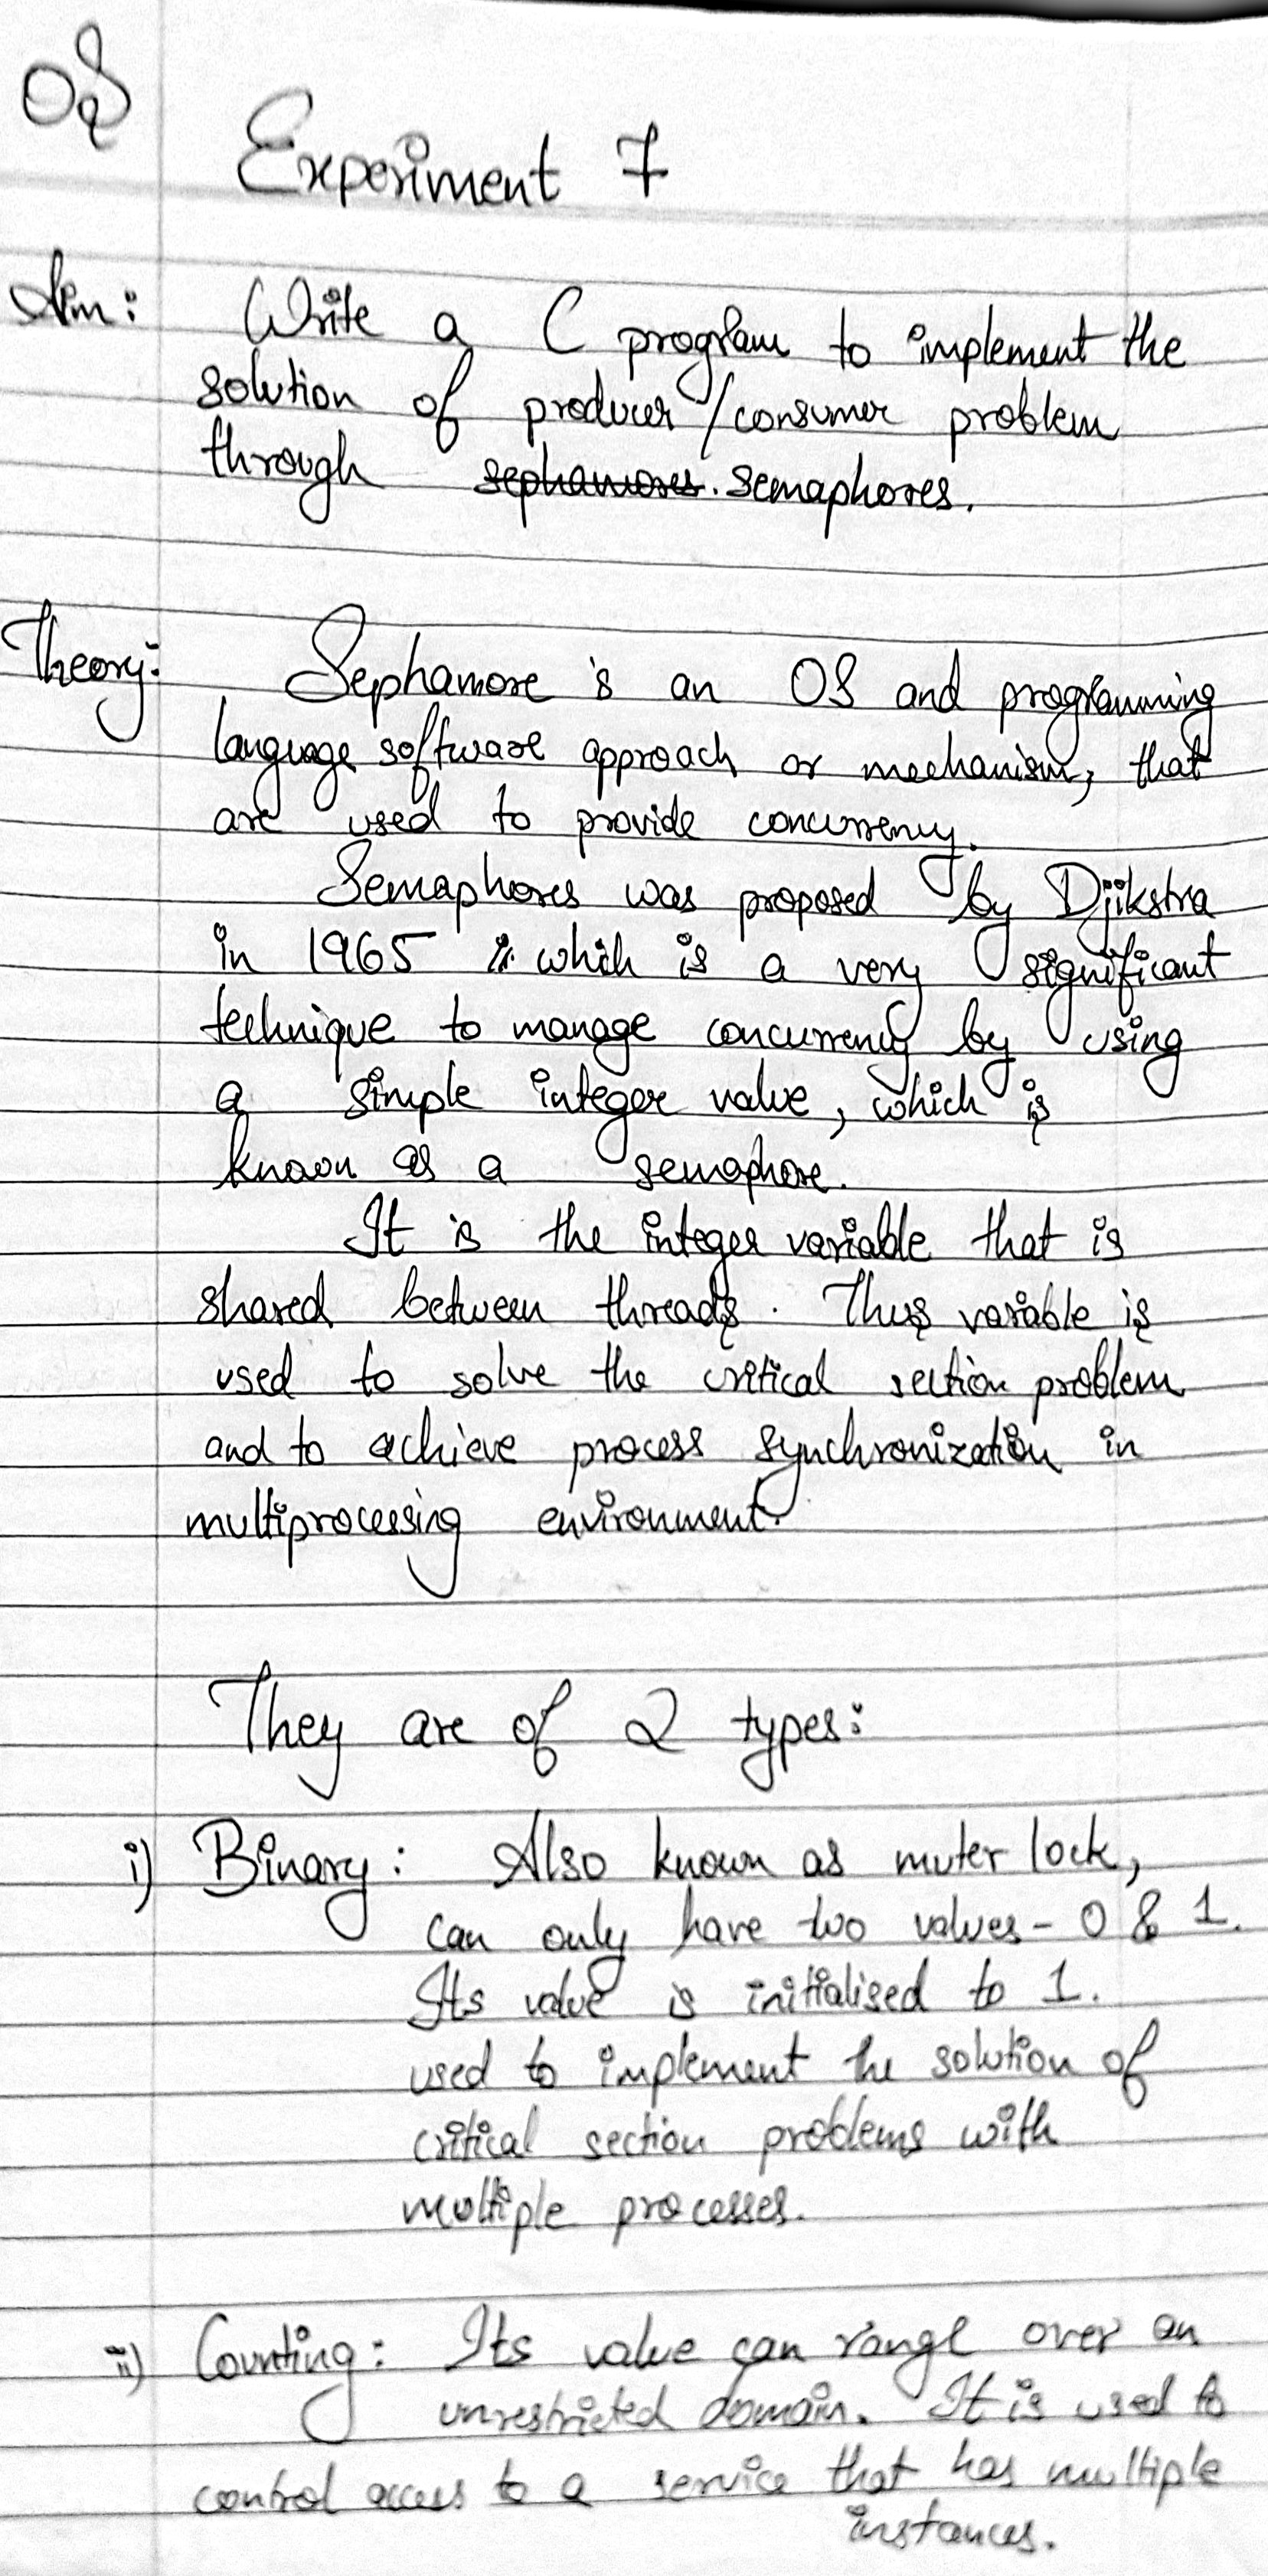 OS
Experiment 7
Aim: Write a C program to implement the
solution of producer/consumer problem
through sephamores. semaphores.
Theory: Sephamore is an OS and programming
language software approach or mechanism, that
are used to provide concurrency.
Semaphores was proposed by Djikstra
in 1965 which is a very significant
technique to manage concurrency by using
a simple integer value, which is
known as a semaphore.
It is the integer variable that is
shared between threads. Thus variable is
used to solve the critical section problem
and to achieve process synchronization in
multiprocessing environment.
They are of 2 types:
i) Binary: Also known as mutex lock,
can only have two values - 0 & 1.
Its value is initialised to 1.
used to implement the solution of
critical section problems with
multiple processes.
ii) Counting: Its value can range over an
unrestricted domain. It is used to
control access to a service that has multiple
instances.